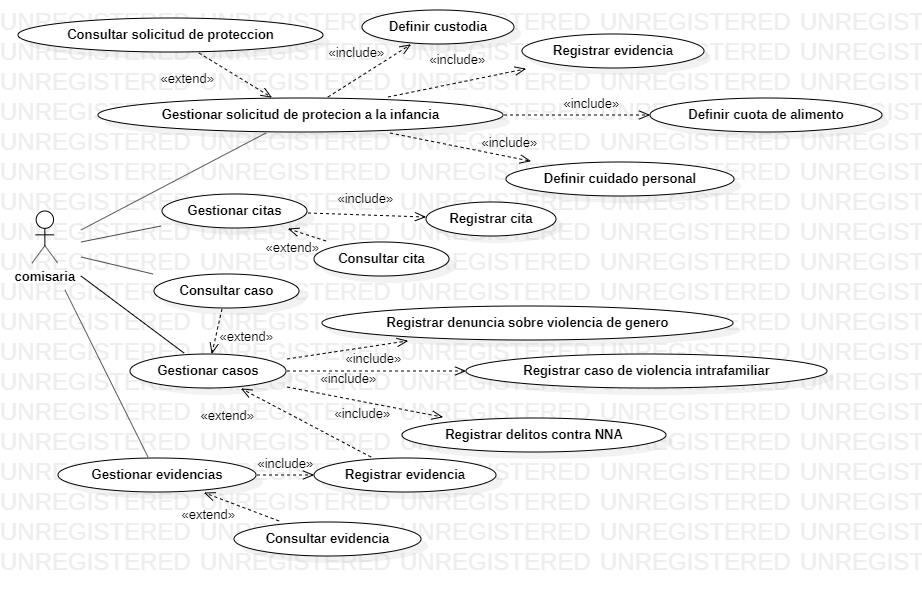 Consultar solicitud de proteccion
Definir custodia
«include»
Registrar evidencia
«include»
«extend»
Gestionar solicitud de protecion a la infancia
«include»
Definir cuota de alimento
«include»
Definir cuidado personal
Gestionar citas
«include»
Registrar cita
«extend»
Consultar cita
comisaria
Consultar caso
Registrar denuncia sobre violencia de genero
«extend»
«include»
Gestionar casos
Registrar caso de violencia intrafamiliar
«include»
«extend»
«include»
Registrar delitos contra NNA
Gestionar evidencias
«include»
Registrar evidencia
«extend»
Consultar evidencia
UNREGISTERED